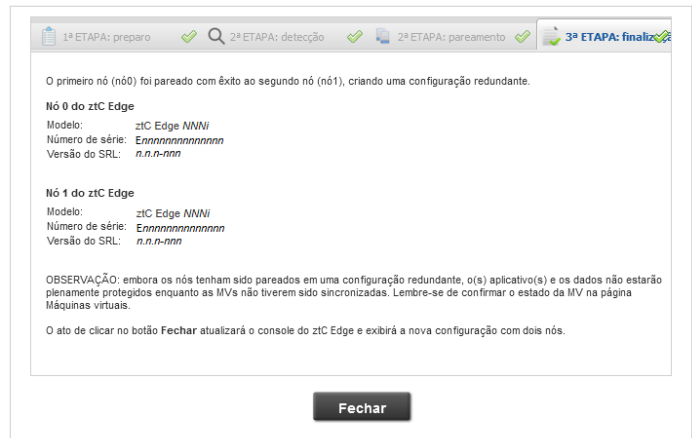 1ª ETAPA: preparo
2ª ETAPA: detecção
2ª ETAPA: pareamento
3ª ETAPA: finalização
O primeiro nó (nó0) foi pareado com êxito ao segundo nó (nó1), criando uma configuração redundante.
Nó 0 do ztC Edge
Modelo: ztC Edge NNNi
Número de série: Ennnnnnnnnnnnnn
Versão do SRL: n.n.n-nnn
Nó 1 do ztC Edge
Modelo: ztC Edge NNNi
Número de série: Ennnnnnnnnnnnnn
Versão do SRL: n.n.n-nnn
OBSERVAÇÃO: embora os nós tenham sido pareados em uma configuração redundante, o(s) aplicativo(s) e os dados não estarão
plenamente protegidos enquanto as MVs não tiverem sido sincronizadas. Lembre-se de confirmar o estado da MV na página
Máquinas virtuais.
O ato de clicar no botão Fechar atualizará o console do ztC Edge e exibirá a nova configuração com dois nós.
Fechar